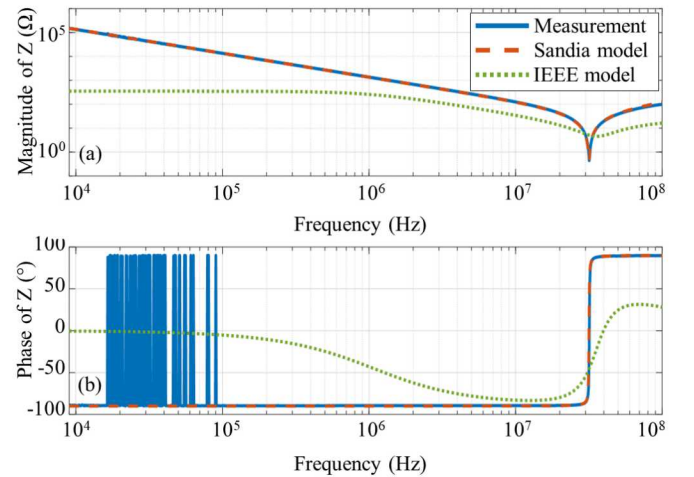 Magnitude of Z (Ω)
10^5
10^0
Measurement
Sandia model
IEEE model
(a)
10^4 10^5 10^6 10^7 10^8
Frequency (Hz)
Phase of Z (°)
100
50
0
-50
-100
(b)
10^4 10^5 10^6 10^7 10^8
Frequency (Hz)